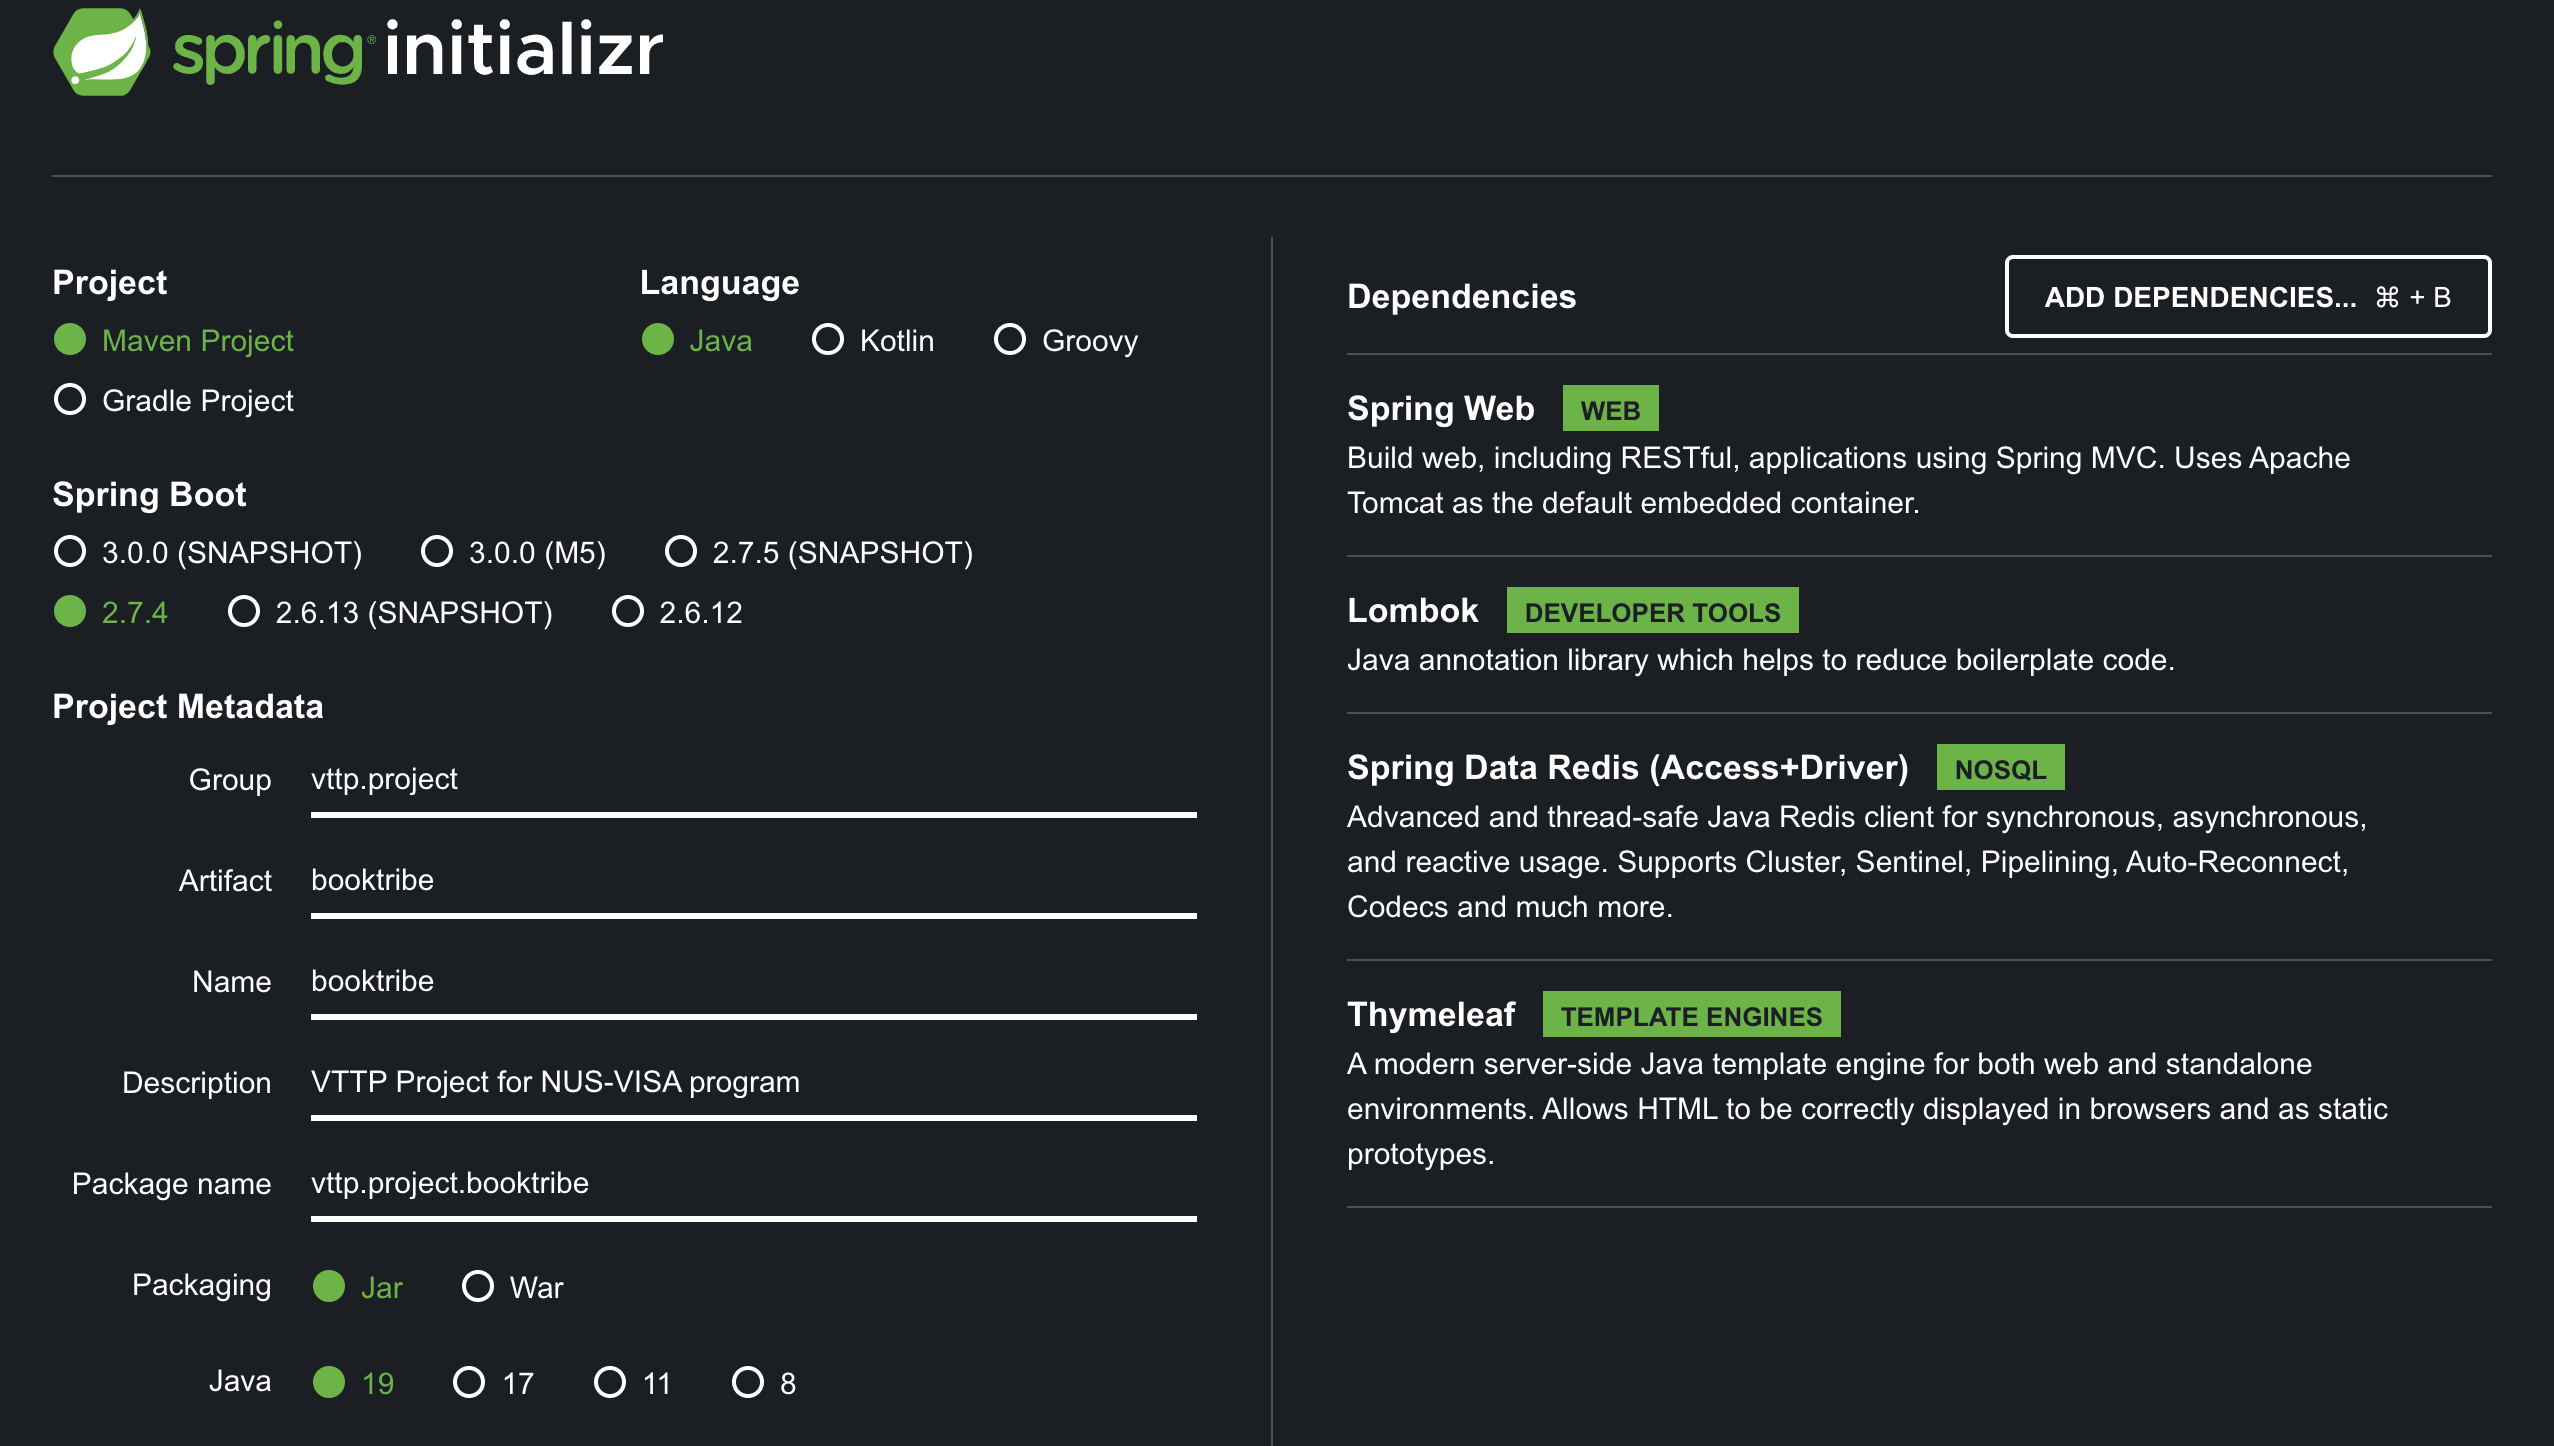 spring® initializr
Project
Maven Project
Gradle Project
Language
Java Kotlin Groovy
Spring Boot
3.0.0 (SNAPSHOT) 3.0.0 (M5) 2.7.5 (SNAPSHOT)
2.7.4 2.6.13 (SNAPSHOT) 2.6.12
Project Metadata
Group vttp.project
Artifact booktribe
Name booktribe
Description VTTP Project for NUS-VISA program
Package name vttp.project.booktribe
Packaging Jar War
Java 19 17 11 8
Dependencies ADD DEPENDENCIES... ⌘ + B
Spring Web WEB
Build web, including RESTful, applications using Spring MVC. Uses Apache
Tomcat as the default embedded container.
Lombok DEVELOPER TOOLS
Java annotation library which helps to reduce boilerplate code.
Spring Data Redis (Access+Driver) NOSQL
Advanced and thread-safe Java Redis client for synchronous, asynchronous,
and reactive usage. Supports Cluster, Sentinel, Pipelining, Auto-Reconnect,
Codecs and much more.
Thymeleaf TEMPLATE ENGINES
A modern server-side Java template engine for both web and standalone
environments. Allows HTML to be correctly displayed in browsers and as static
prototypes.